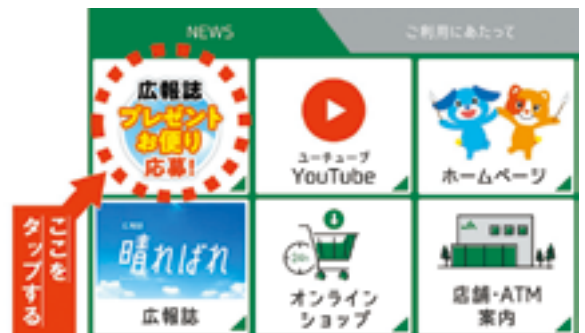 NEWS
ご利用にあたって
広報誌
プレゼント
お便り
応募!
ユーチューブ
YouTube
ホームページ
ここを
タップする
晴ればれ
広報誌
24h
オンライン
ショップ
JA
店舗・ATM
案内